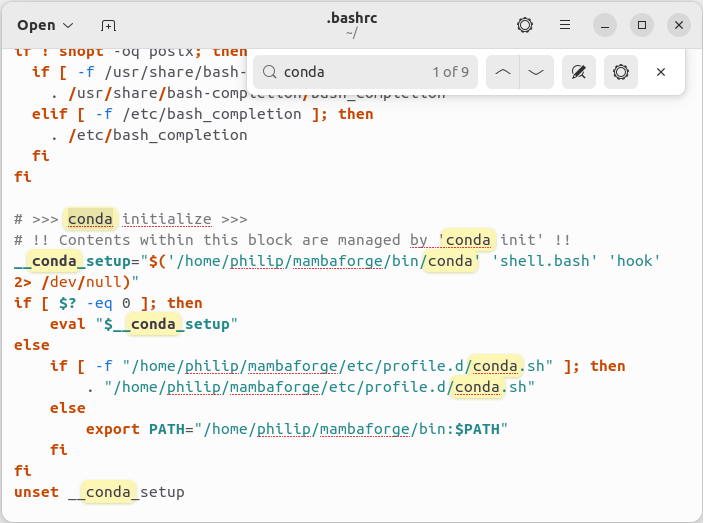 Open
.bashrc
~/
if ! shopt -oq posix; then
conda
1 of 9
if [ -f /usr/share/bash-
. /usr/share/bash-completion/bash_completion
elif [ -f /etc/bash_completion ]; then
. /etc/bash_completion
fi
fi
# >>> conda initialize >>>
# !! Contents within this block are managed by 'conda init' !!
__conda_setup="$('/home/philip/mambaforge/bin/conda' 'shell.bash' 'hook'
2> /dev/null)"
if [ $? -eq 0 ]; then
eval "$__conda_setup"
else
if [ -f "/home/philip/mambaforge/etc/profile.d/conda.sh" ]; then
. "/home/philip/mambaforge/etc/profile.d/conda.sh"
else
export PATH="/home/philip/mambaforge/bin:$PATH"
fi
fi
unset __conda_setup